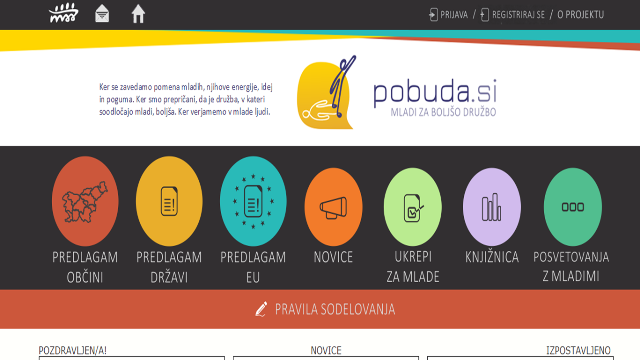 mss
PRIJAVA / REGISTRIRAJ SE / O PROJEKTU
Ker se zavedamo pomena mladih, njihove energije, idej
in poguma. Ker smo prepričani, da je družba, v kateri
soodločajo mladi, boljša. Ker verjamemo v mlade ljudi.
pobuda.si
MLADI ZA BOLJŠO DRUŽBO
PREDLAGAM OBČINI
PREDLAGAM DRŽAVI
PREDLAGAM EU
NOVICE
UKREPI ZA MLADE
KNJIŽNICA
POSVETOVANJA Z MLADIMI
PRAVILA SODELOVANJA
POZDRAVLJEN/A!
NOVICE
IZPOSTAVLJENO